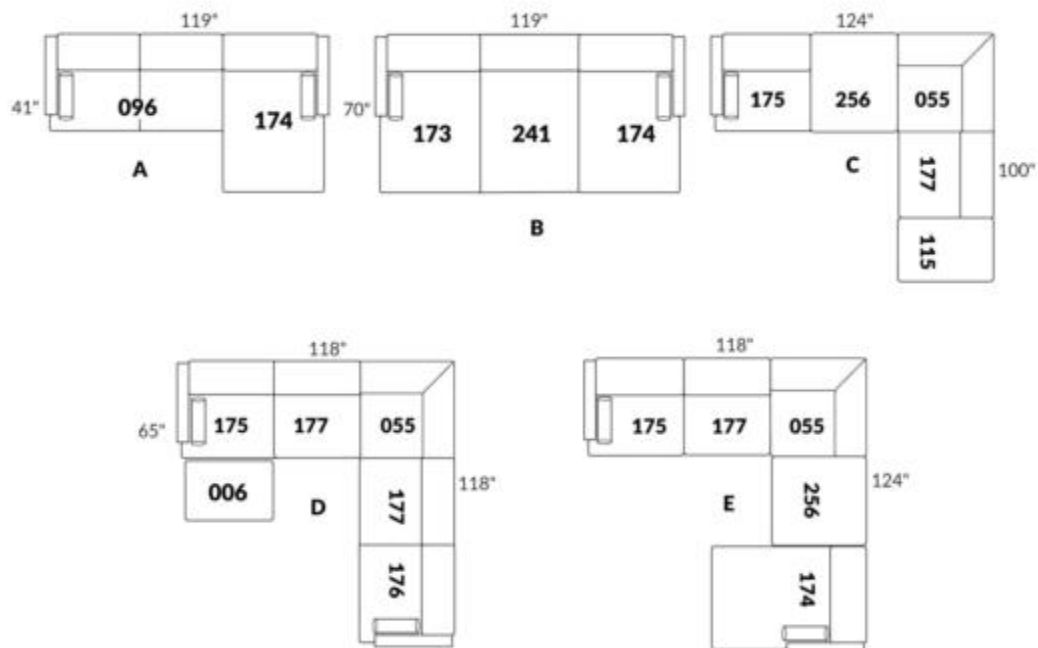 119" 119" 124"
41" 096 174 70" 173 241 174 175 256 055
A C 177 100"
B 115
118" 118"
65" 175 177 055 175 177 055
006 D 177 118" E 256 124"
176 174